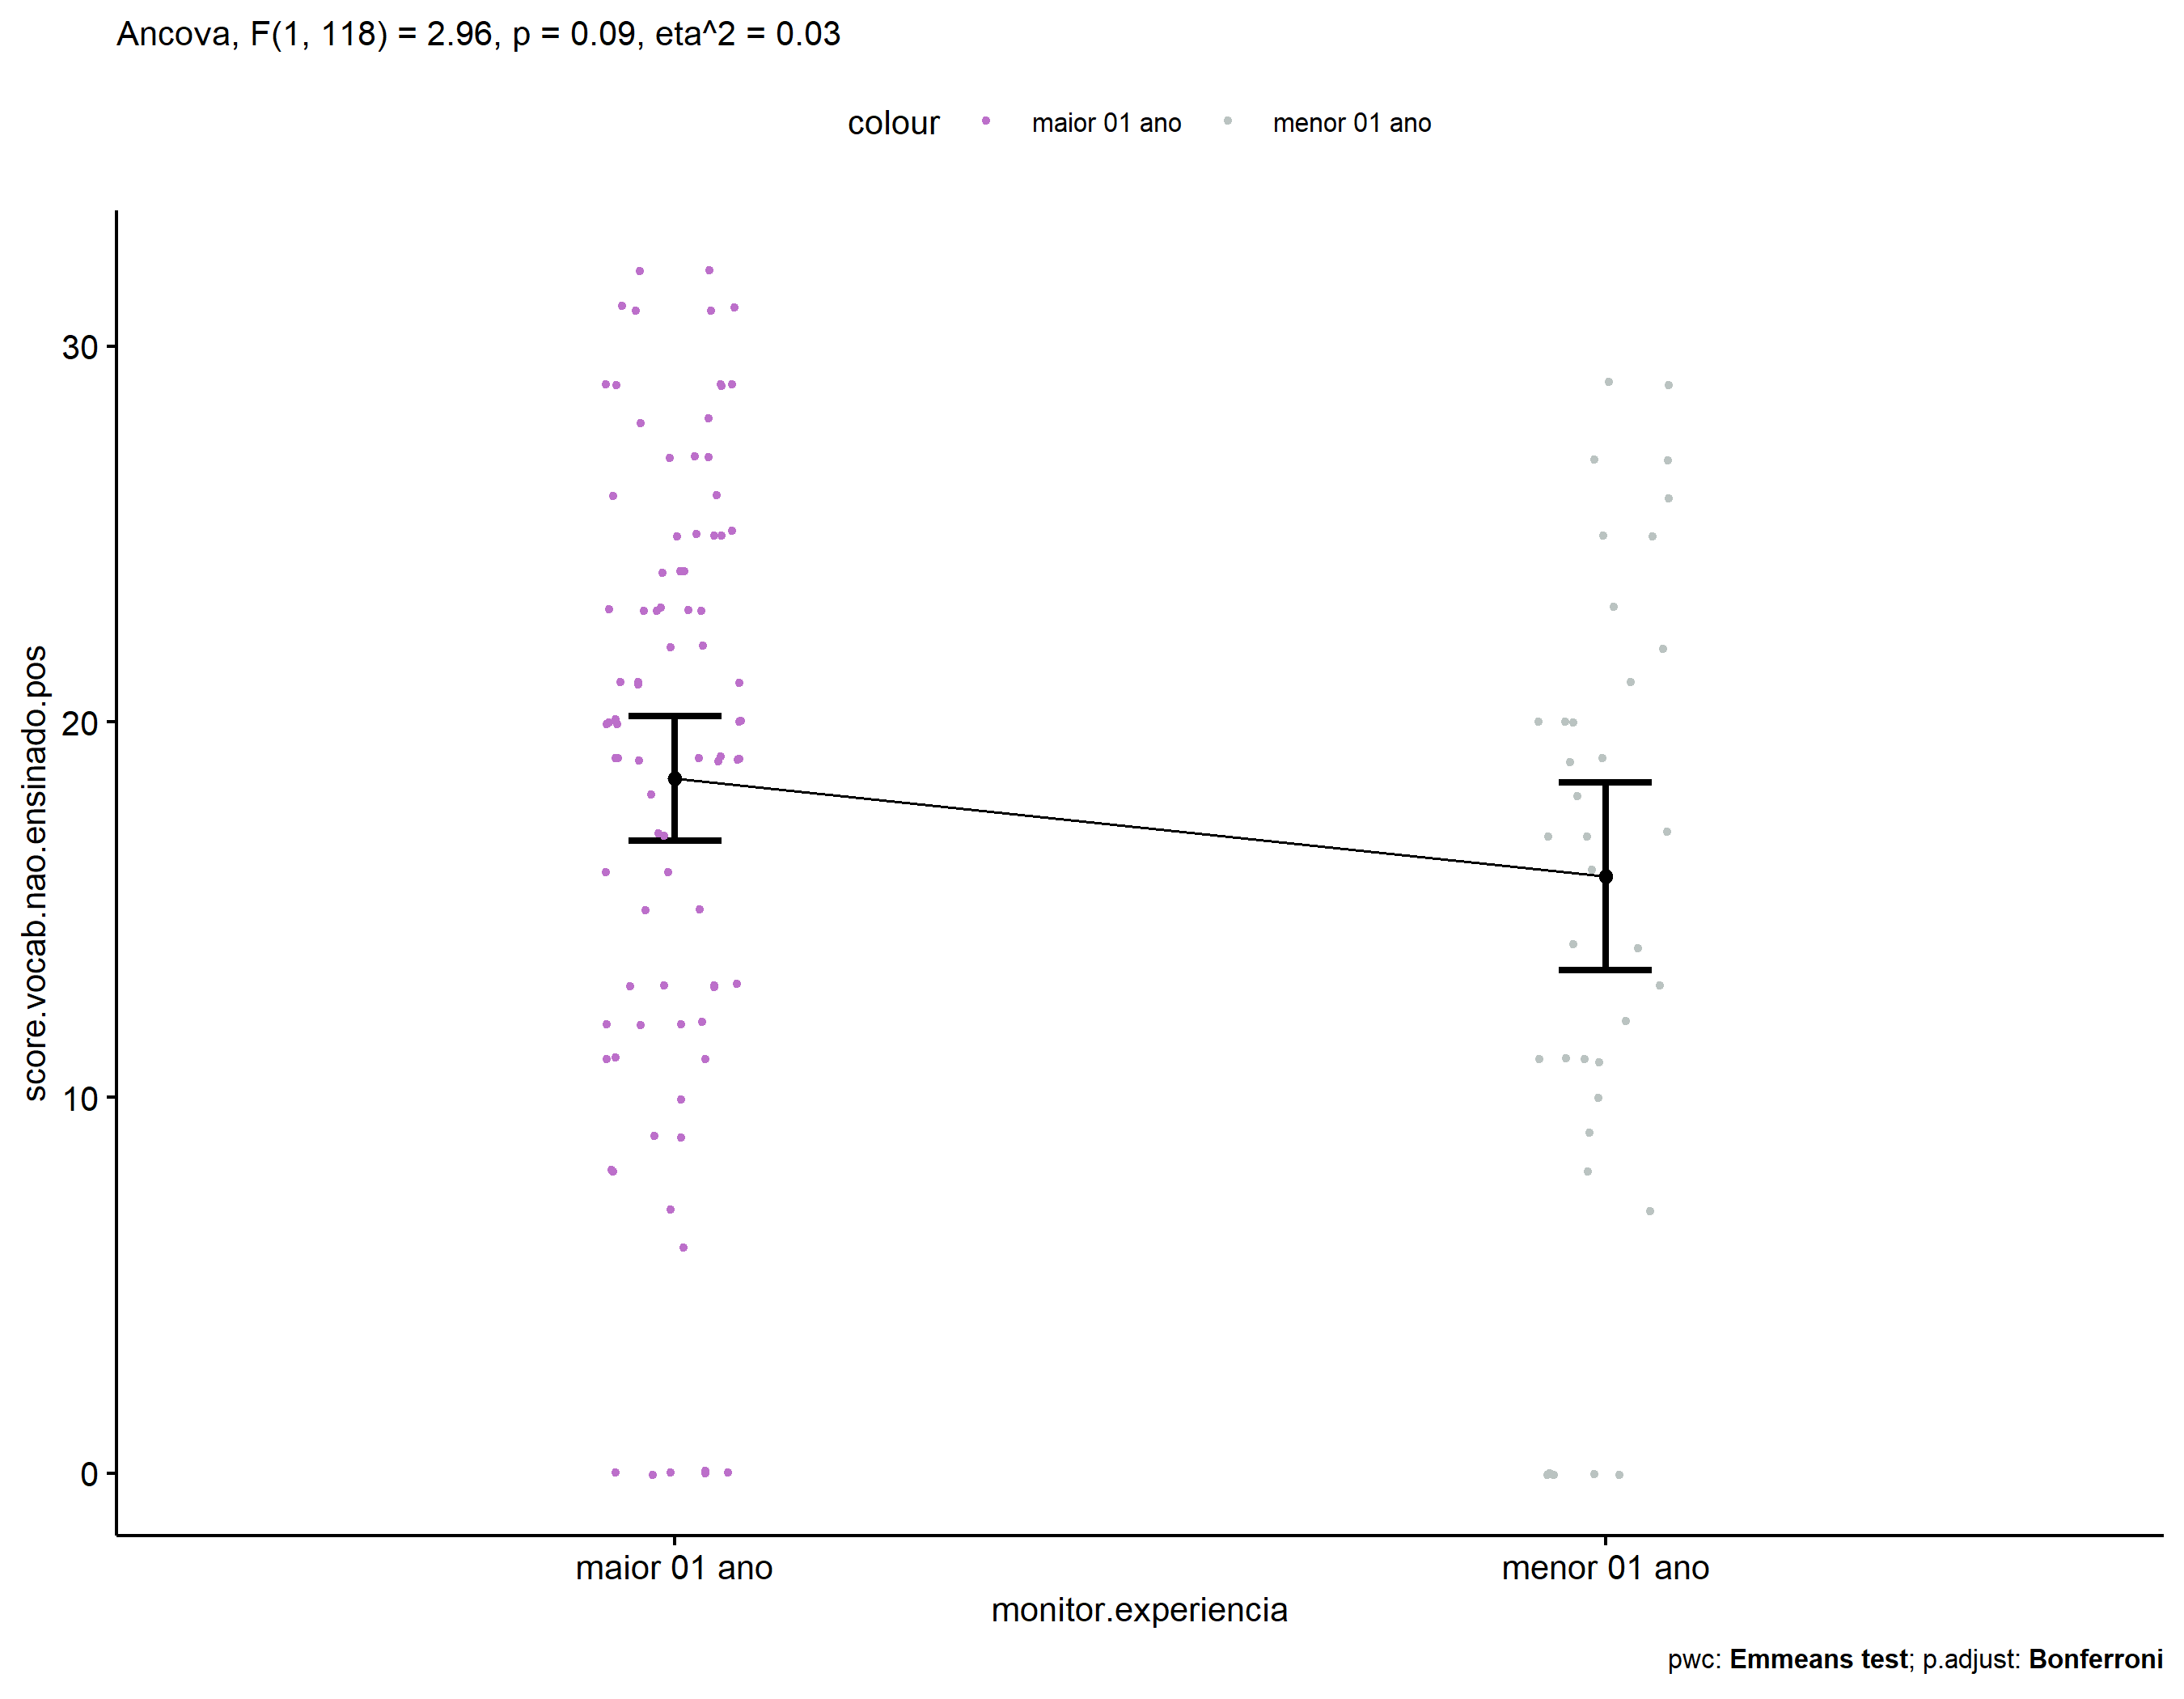 Ancova, F(1, 118) = 2.96, p = 0.09, eta^2 = 0.03
colour maior 01 ano menor 01 ano
score.vocab.nao.ensinado.pos
30
20
10
0
maior 01 ano menor 01 ano
monitor.experiencia
pwc: Emmeans test; p.adjust: Bonferroni